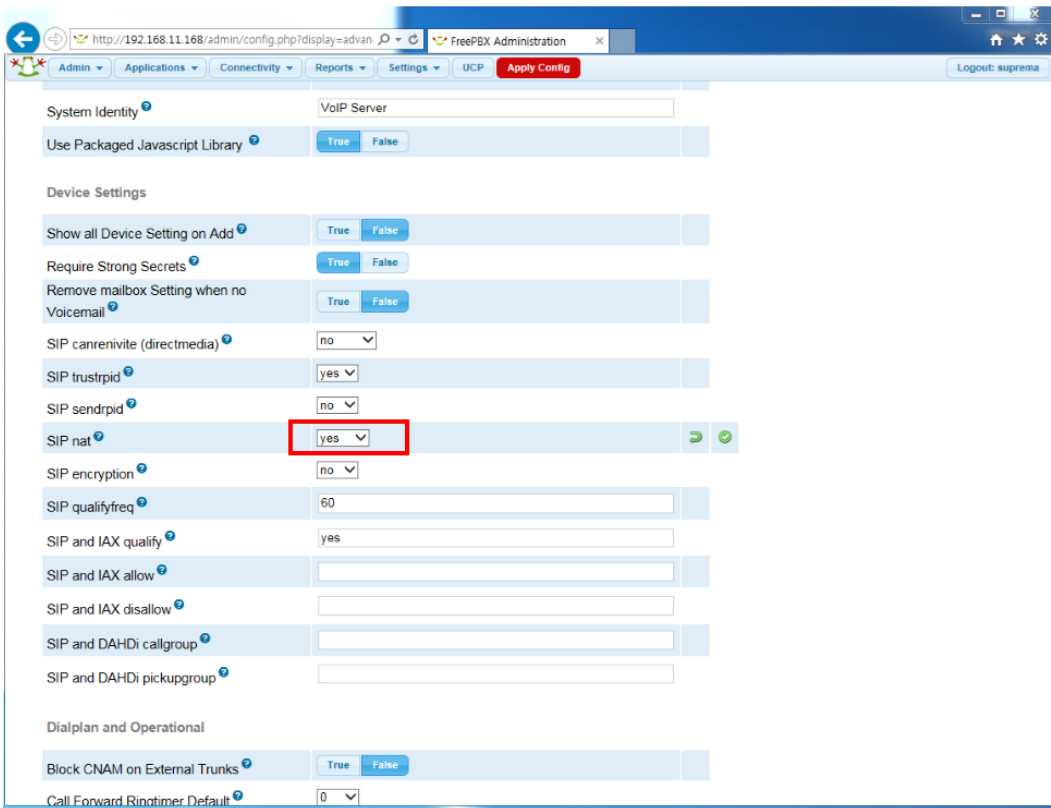 http://192.168.11.168/admin/config.php?display=advan
FreePBX Administration
Admin Applications Connectivity Reports Settings UCP Apply Config Logout: suprema
System Identity VoIP Server
Use Packaged Javascript Library True False
Device Settings
Show all Device Setting on Add True False
Require Strong Secrets True False
Remove mailbox Setting when no
Voicemail True False
SIP canrenivite (directmedia) no
SIP trustrpid yes
SIP sendrpid no
SIP nat yes
SIP encryption no
SIP qualifyfreq 60
SIP and IAX qualify yes
SIP and IAX allow
SIP and IAX disallow
SIP and DAHDi callgroup
SIP and DAHDi pickupgroup
Dialplan and Operational
Block CNAM on External Trunks True False
Call Forward Ringtimer Default 0